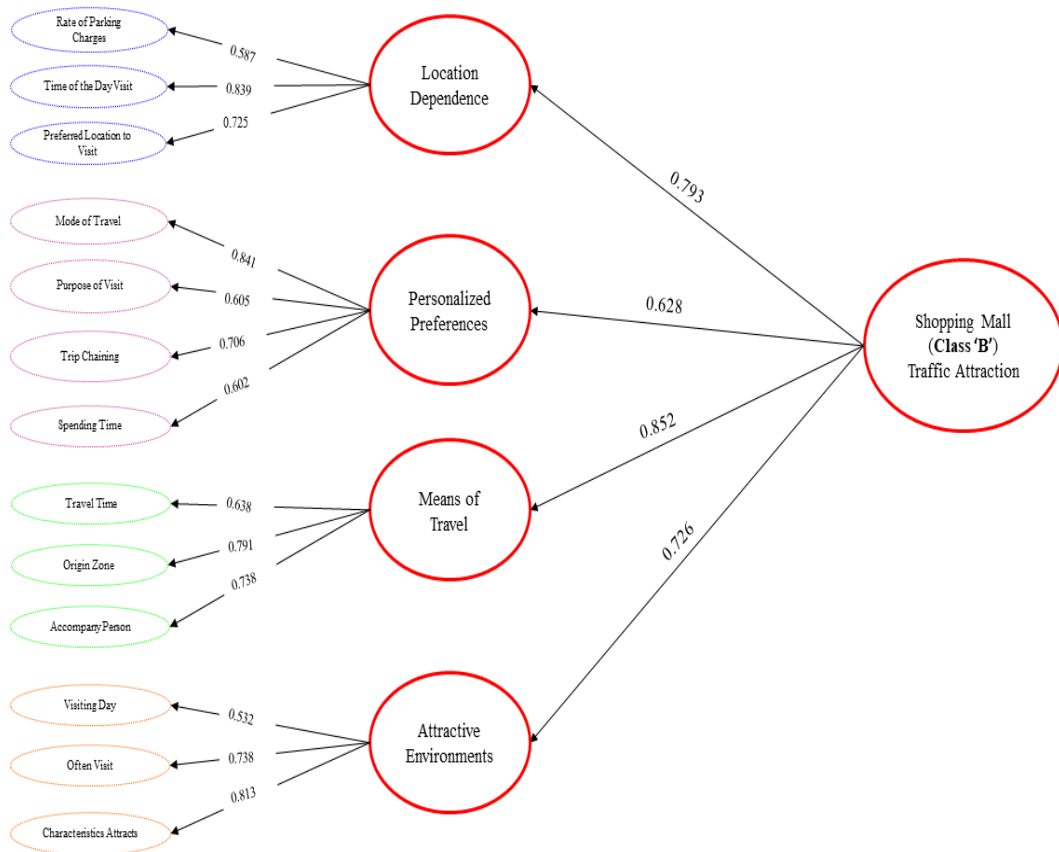 Rate of Parking
Charges
0.587
Time of the Day Visit
0.839
Preferred Location to
Visit
0.725
Location
Dependence
0.793
Mode of Travel
0.841
Purpose of Visit
0.605
Trip Chaining
0.706
Spending Time
0.602
Personalized
Preferences
0.628
Shopping Mall
(Class ‘B’)
Traffic Attraction
Travel Time
0.638
Origin Zone
0.791
Accompany Person
0.738
Means of
Travel
0.852
Visiting Day
0.532
Often Visit
0.738
Characteristics Attracts
0.813
Attractive
Environments
0.726